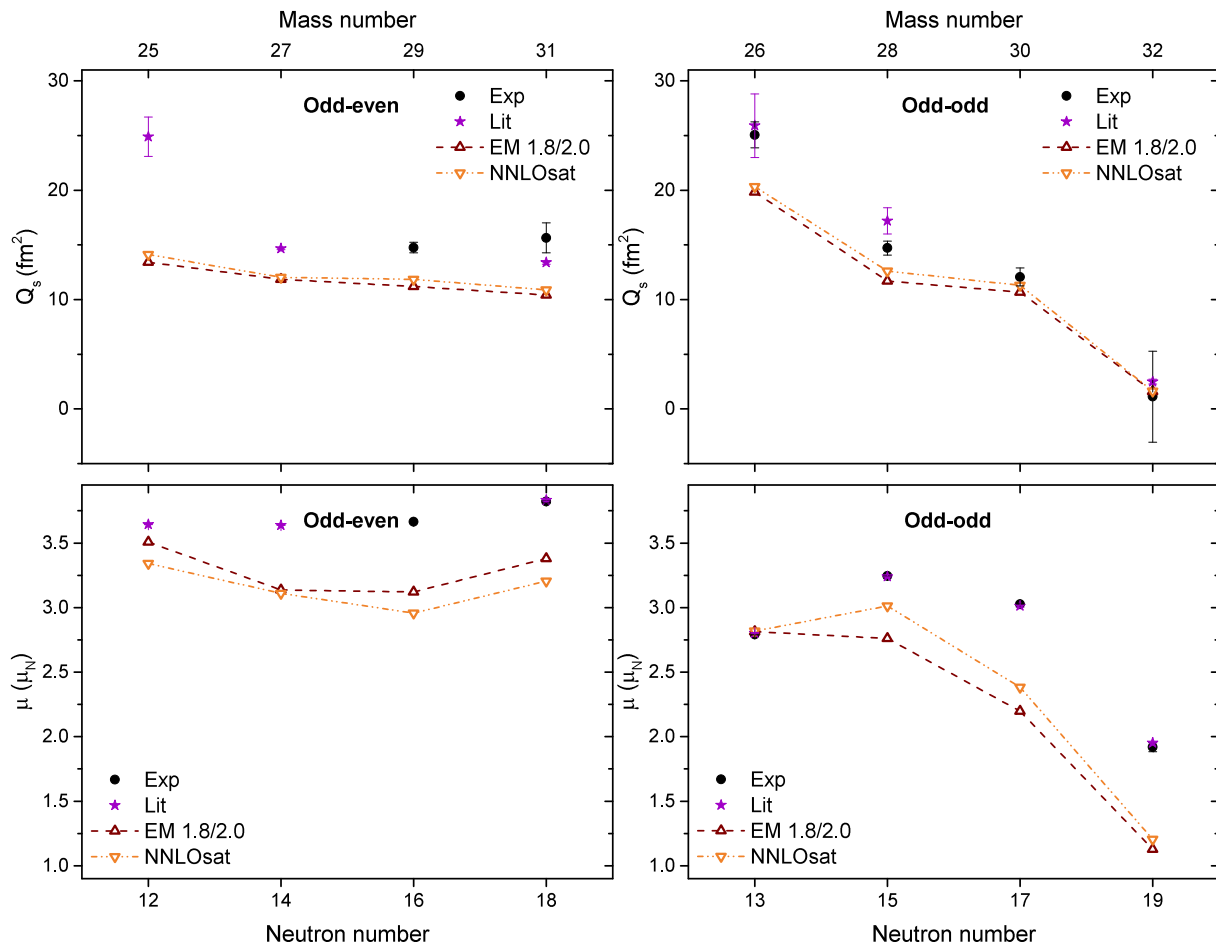 Mass number
25 27 29 31
Odd-even
Exp
Lit
EM 1.8/2.0
NNLOsat
30
20
10
0
Q_s (fm²)
Mass number
26 28 30 32
Odd-odd
Exp
Lit
EM 1.8/2.0
NNLOsat
30
20
10
0
Q_s (fm²)
Odd-even
3.5
3.0
2.5
2.0
1.5
1.0
μ (μ_N)
Exp
Lit
EM 1.8/2.0
NNLOsat
12 14 16 18
Neutron number
Odd-odd
3.5
3.0
2.5
2.0
1.5
1.0
μ (μ_N)
Exp
Lit
EM 1.8/2.0
NNLOsat
13 15 17 19
Neutron number